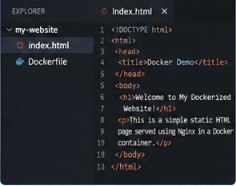 EXPLORER
index.html
my-website
index.html
Dockerfile
1 <!DOCTYPE html>
2 <html>
3 <head>
4 <title>Docker Demo</title>
5 </head>
6 <body>
7 <h1>Welcome to My Dockerized
8 Website!</h1>
9 <p>This is a simple static HTML
page served using Nginx in a Docker
container.</p>
</body>
</html>